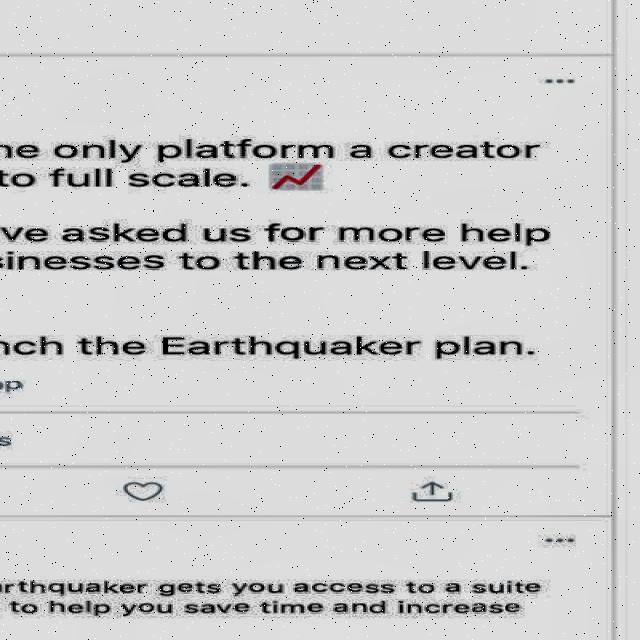 he only platform a creator
to full scale. 📈
ve asked us for more help
sinesses to the next level.
nch the Earthquaker plan.
op
s
rthquaker gets you access to a suite
to help you save time and increase